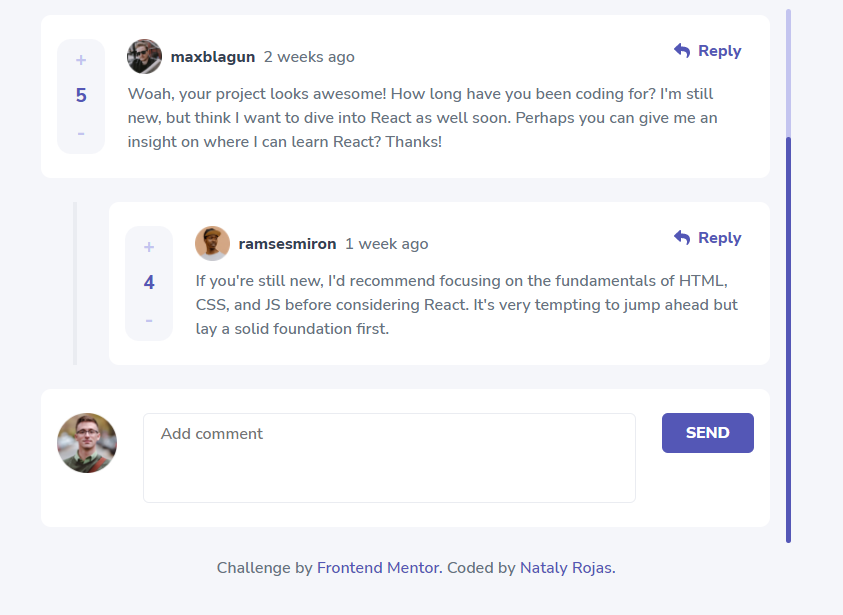 maxblagun 2 weeks ago
Reply
+
5
-
Woah, your project looks awesome! How long have you been coding for? I'm still
new, but think I want to dive into React as well soon. Perhaps you can give me an
insight on where I can learn React? Thanks!
ramsesmiron 1 week ago
Reply
+
4
-
If you're still new, I'd recommend focusing on the fundamentals of HTML,
CSS, and JS before considering React. It's very tempting to jump ahead but
lay a solid foundation first.
Add comment
SEND
Challenge by Frontend Mentor. Coded by Nataly Rojas.